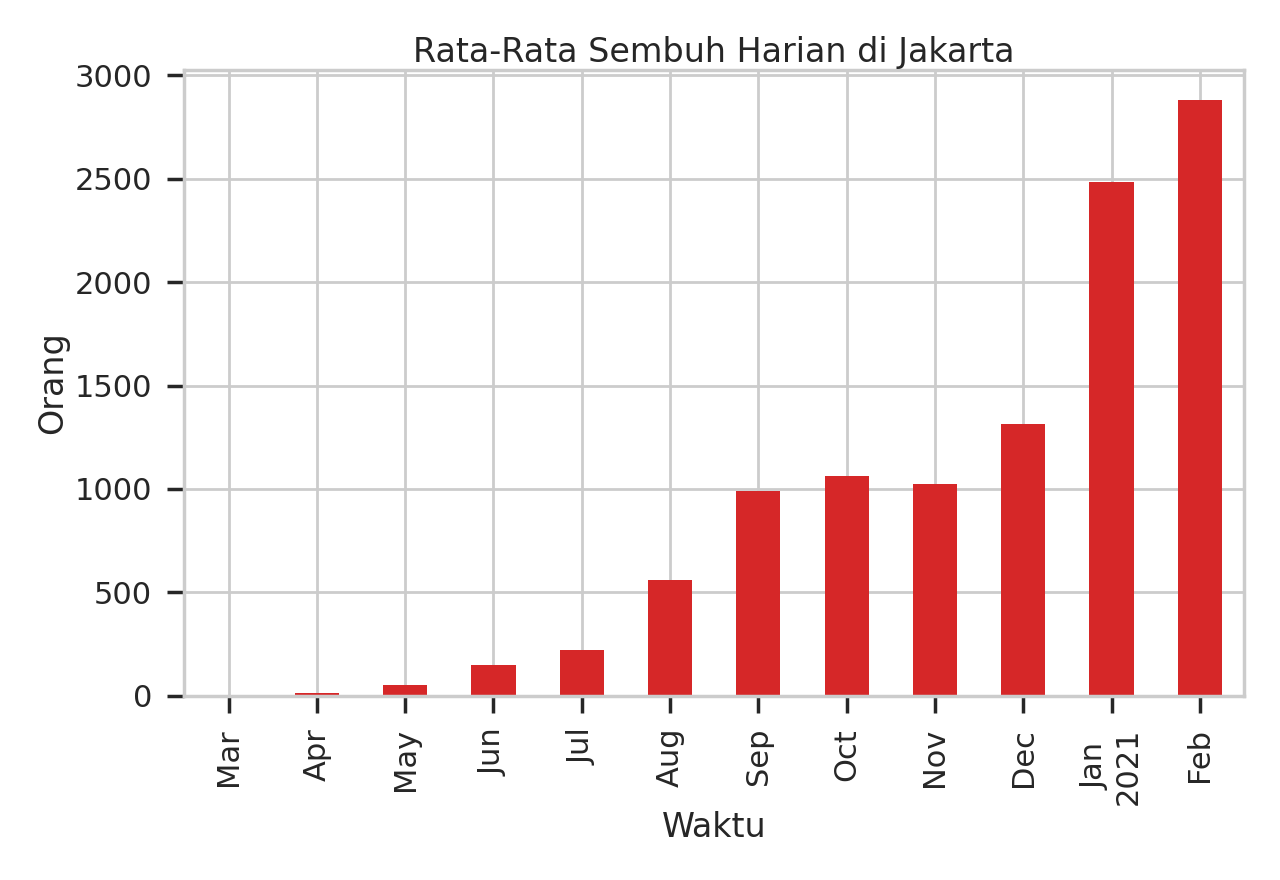 Rata-Rata Sembuh Harian di Jakarta
3000
2500
2000
1500
1000
500
0
Orang
Mar
Apr
May
Jun
Jul
Aug
Sep
Oct
Nov
Dec
Jan
2021
Feb
Waktu